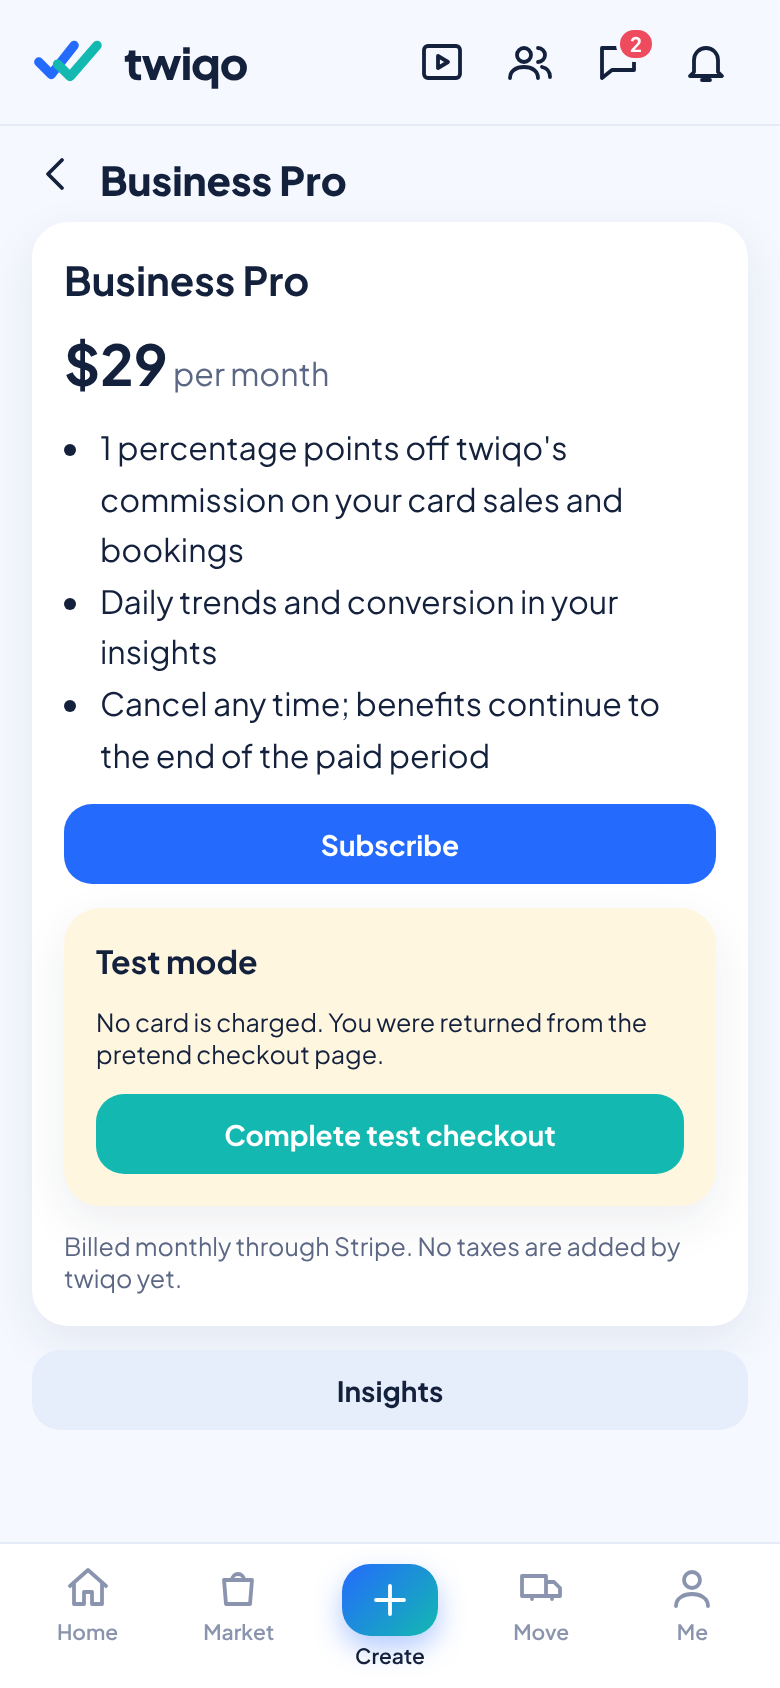 twiqo
2
Business Pro
Business Pro
$29 per month
1 percentage points off twiqo's
commission on your card sales and
bookings
Daily trends and conversion in your
insights
Cancel any time; benefits continue to
the end of the paid period
Subscribe
Test mode
No card is charged. You were returned from the
pretend checkout page.
Complete test checkout
Billed monthly through Stripe. No taxes are added by
twiqo yet.
Insights
Home
Market
Create
Move
Me